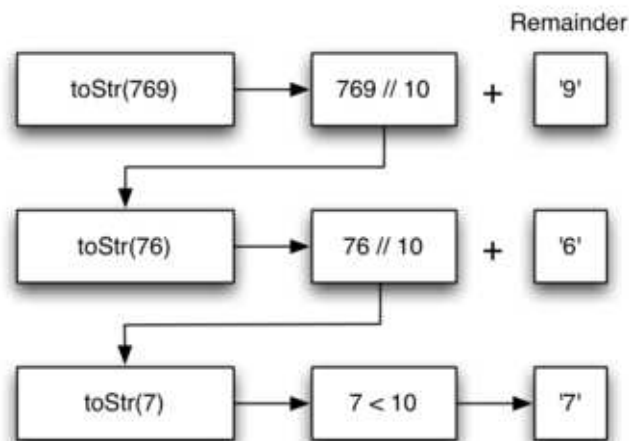 Remainder
toStr(769) 769 // 10 + '9'
toStr(76) 76 // 10 + '6'
toStr(7) 7 < 10 '7'